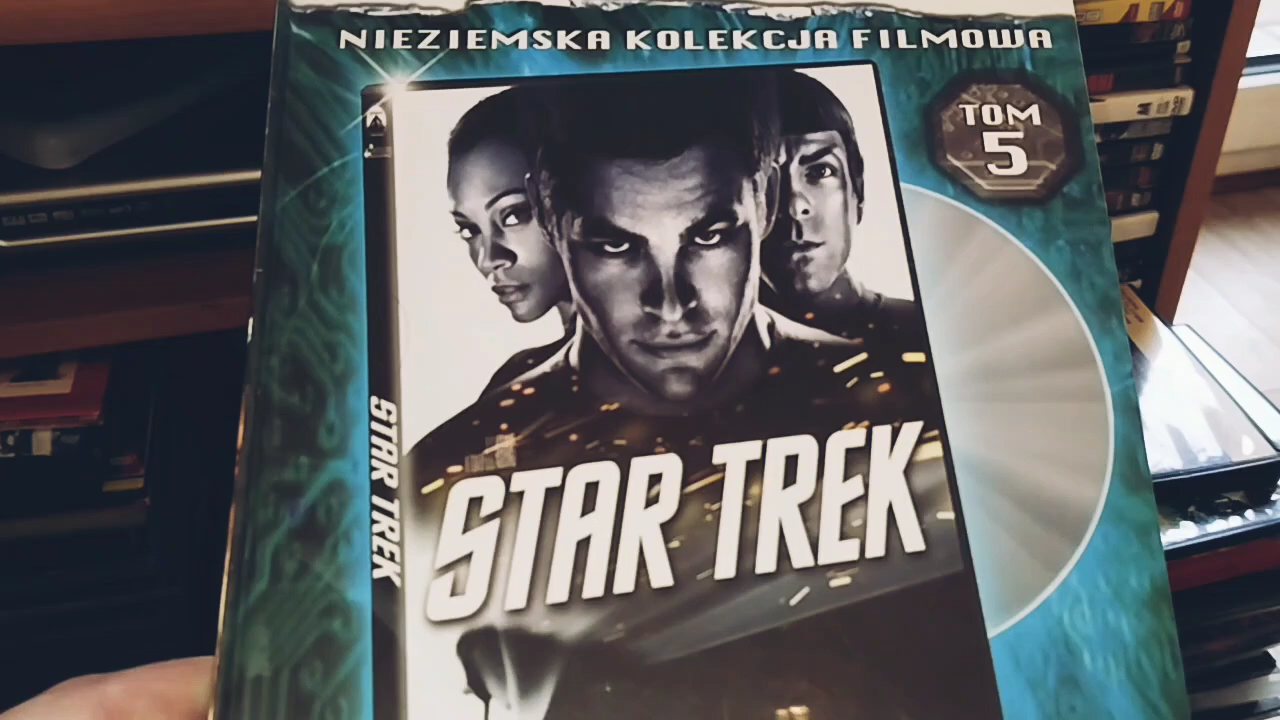 NIEZIEMSKA KOLEKCJA FILMOWA
TOM
5
STAR TREK
STAR TREK